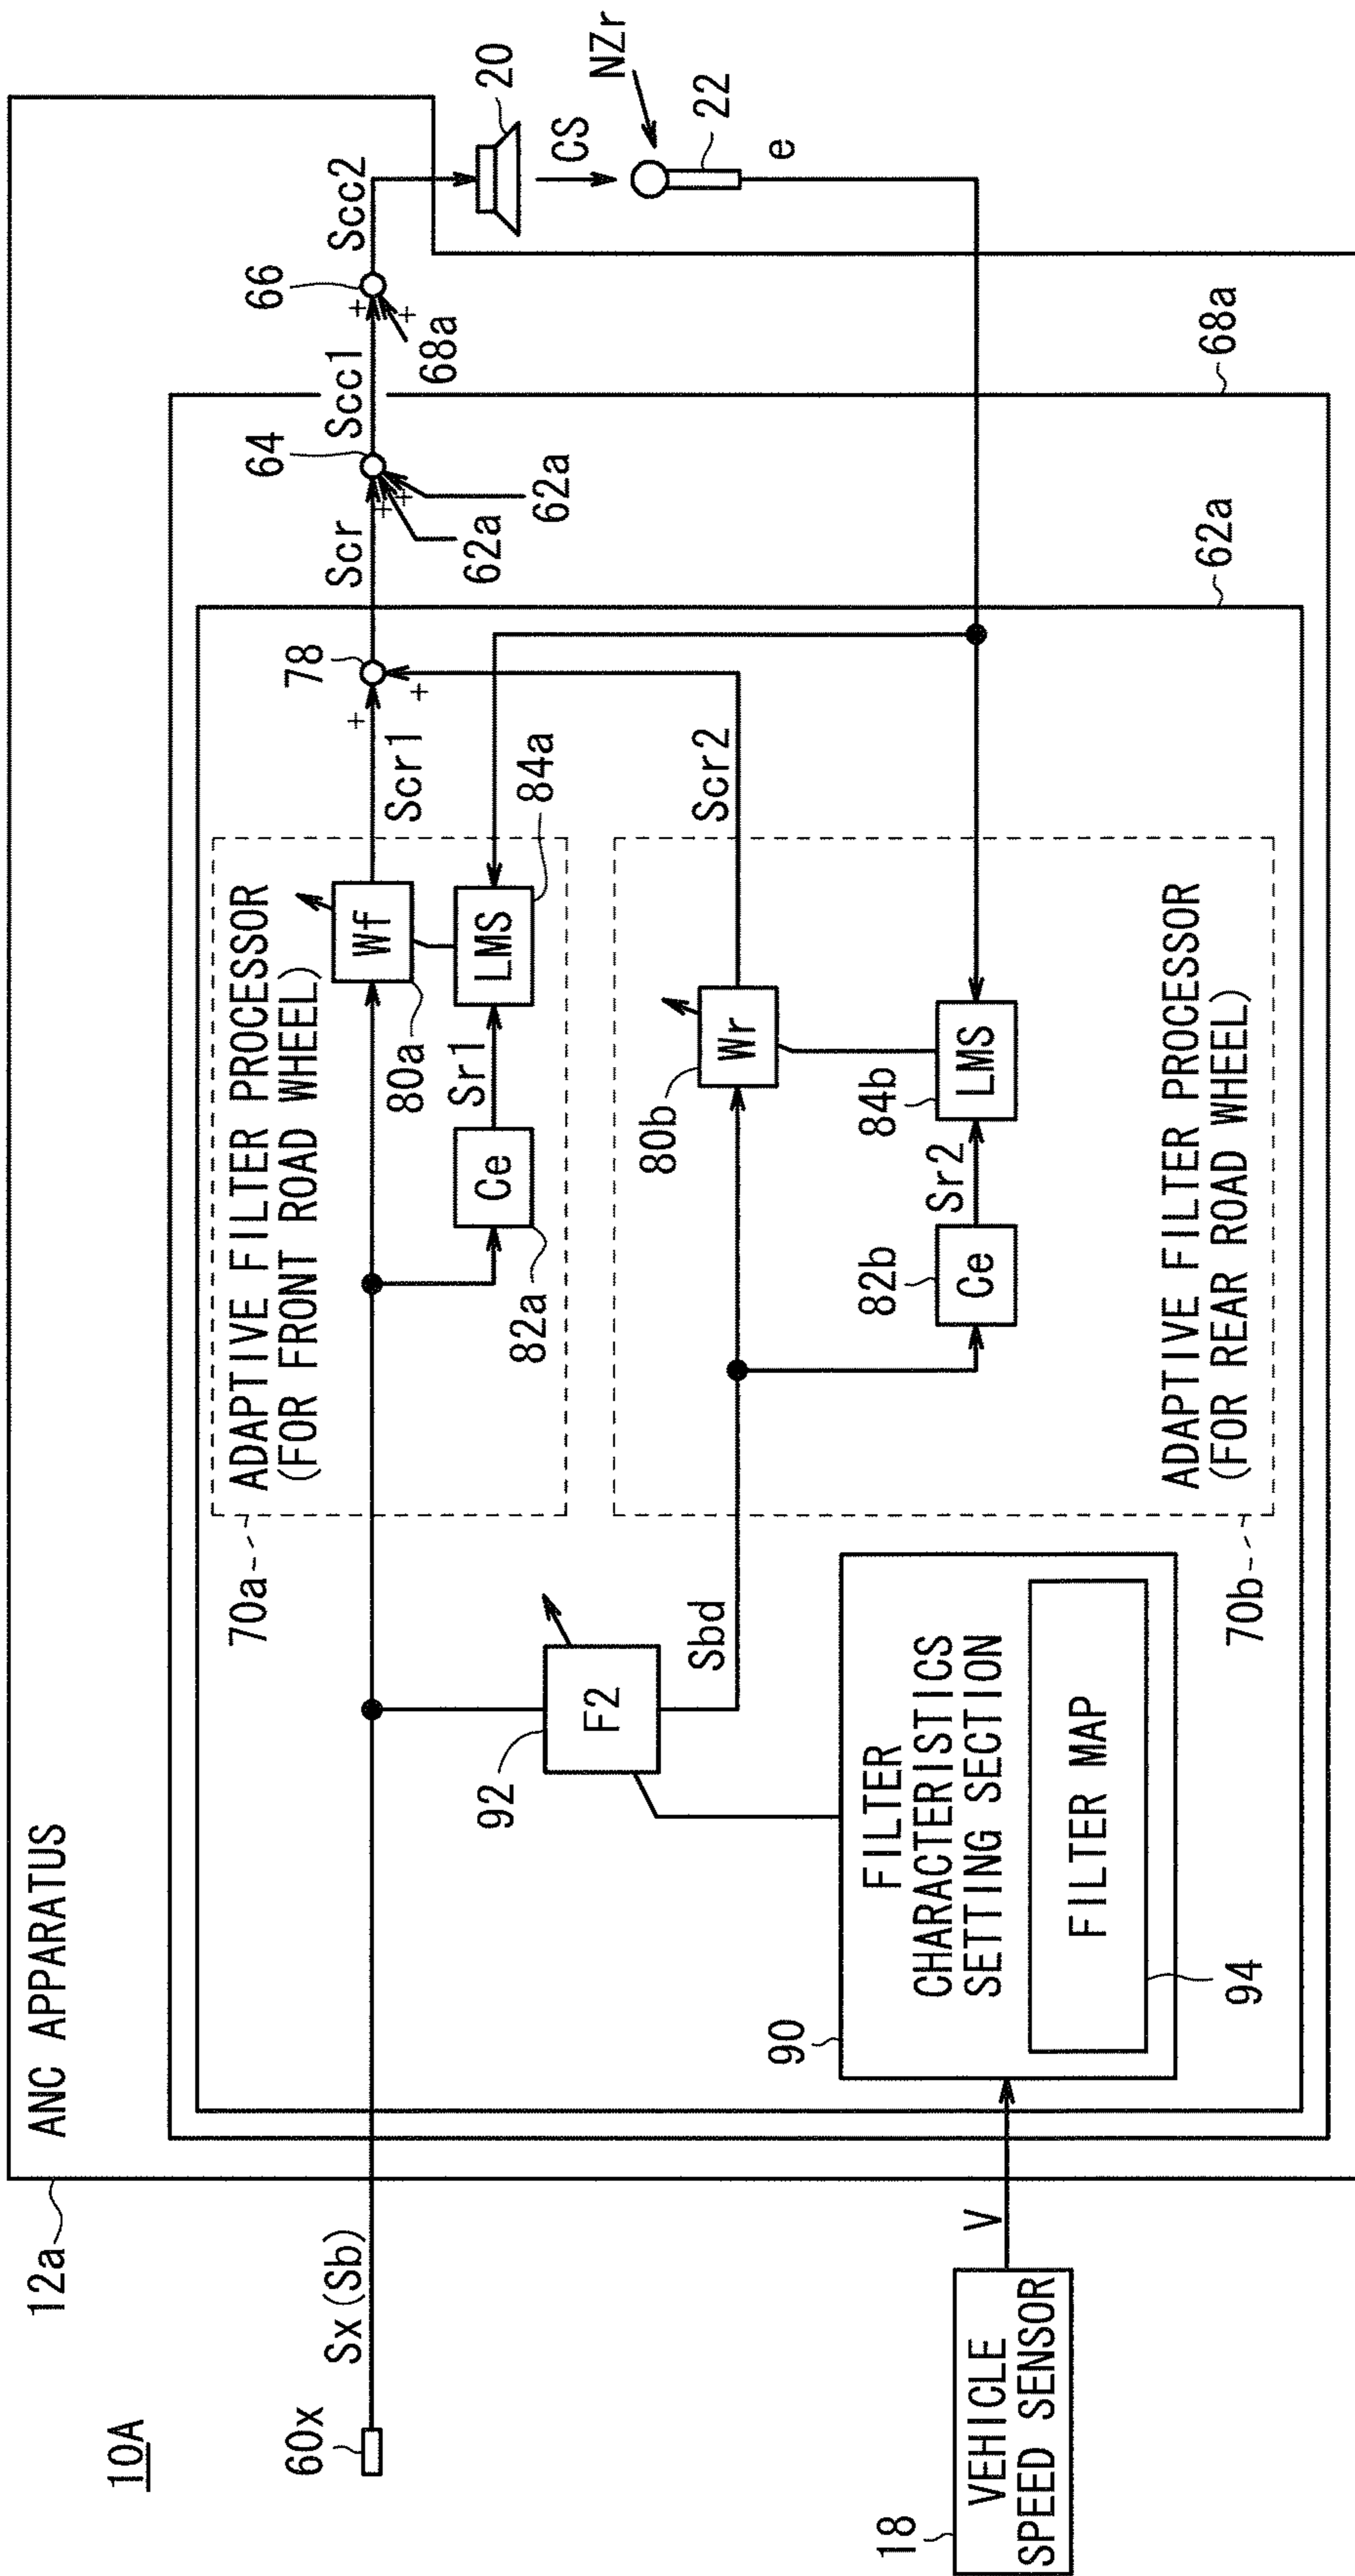 10A
12a
ANC APPARATUS
60x
Sx(Sb)
70a
ADAPTIVE FILTER PROCESSOR
(FOR FRONT ROAD WHEEL)
Wf
80a
Ce
82a
Sr1
LMS
84a
Scr1
+
+
78
Scr
+
+
64
62a
62a
Scc1
+
+
66
68a
Scc2
20
CS
NZr
22
e
92
F2
Sbd
80b
Wr
Scr2
82b
Ce
Sr2
84b
LMS
ADAPTIVE FILTER PROCESSOR
(FOR REAR ROAD WHEEL)
70b
90
FILTER
CHARACTERISTICS
SETTING SECTION
FILTER MAP
94
62a
68a
18
VEHICLE
SPEED SENSOR
V